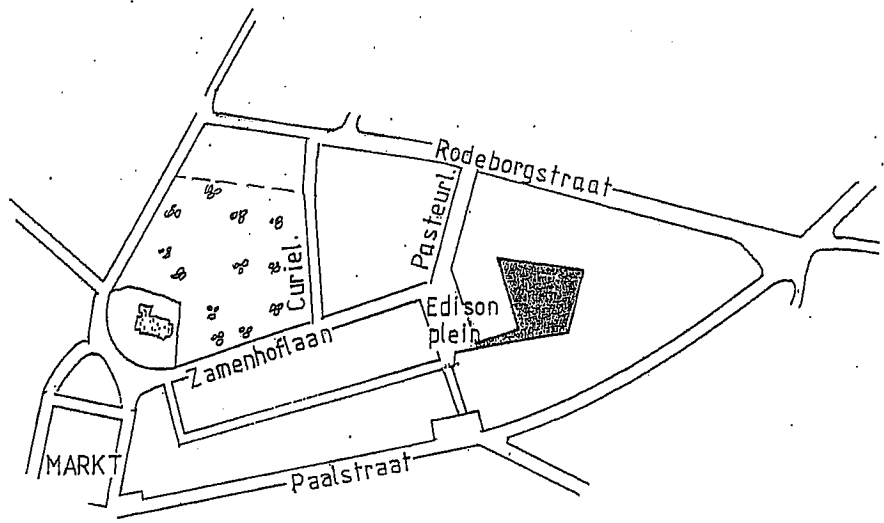 Rodeborgstraat
Pasteurl.
Curiel.
Edison
plein
Zamenhoflaan
MARKT
Paalstraat